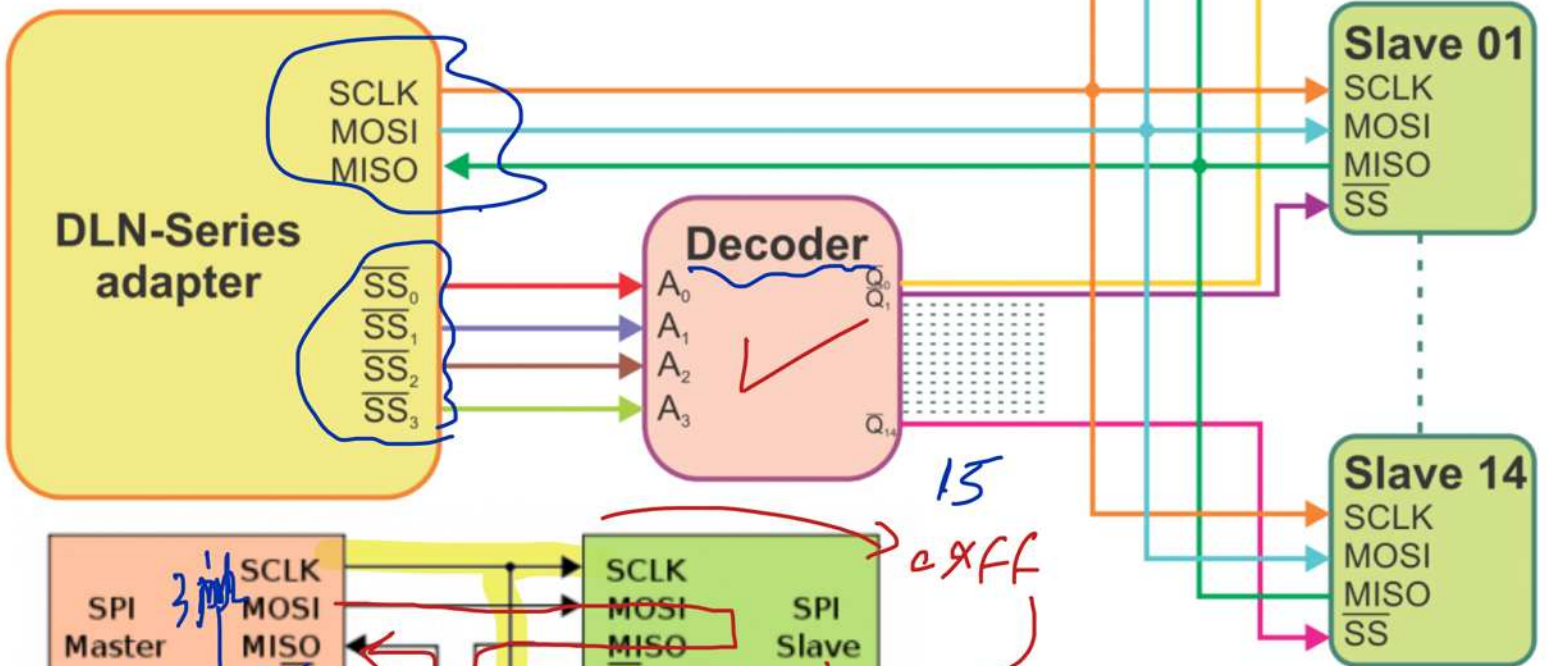 Slave 01
SCLK
MOSI
MISO
SS
DLN-Series
adapter
SCLK
MOSI
MISO
SS0
SS1
SS2
SS3
Decoder
A0
A1
A2
A3
Q0
Q1
Q14
15
Slave 14
SCLK
MOSI
MISO
SS
SPI
Master
SCLK
MOSI
MISO
SCLK
MOSI
MISO
SPI
Slave
0xff